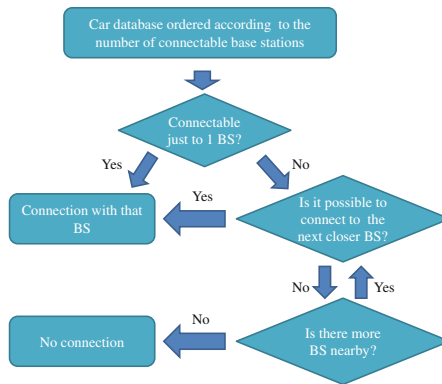 Car database ordered according to the
number of connectable base stations
Connectable
just to 1 BS?
Yes
No
Connection with that
BS
Yes
Is it possible to
connect to the
next closer BS?
No
Yes
No connection
No
Is there more
BS nearby?